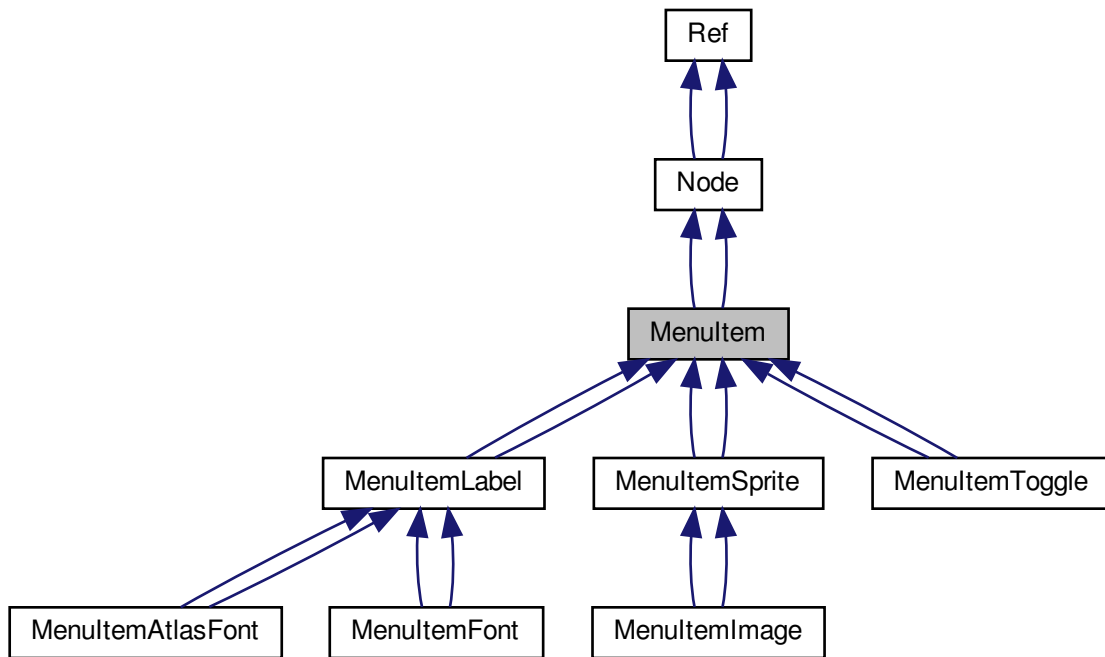 Ref
Node
MenuItem
MenuItemLabel
MenuItemSprite
MenuItemToggle
MenuItemAtlasFont
MenuItemFont
MenuItemImage